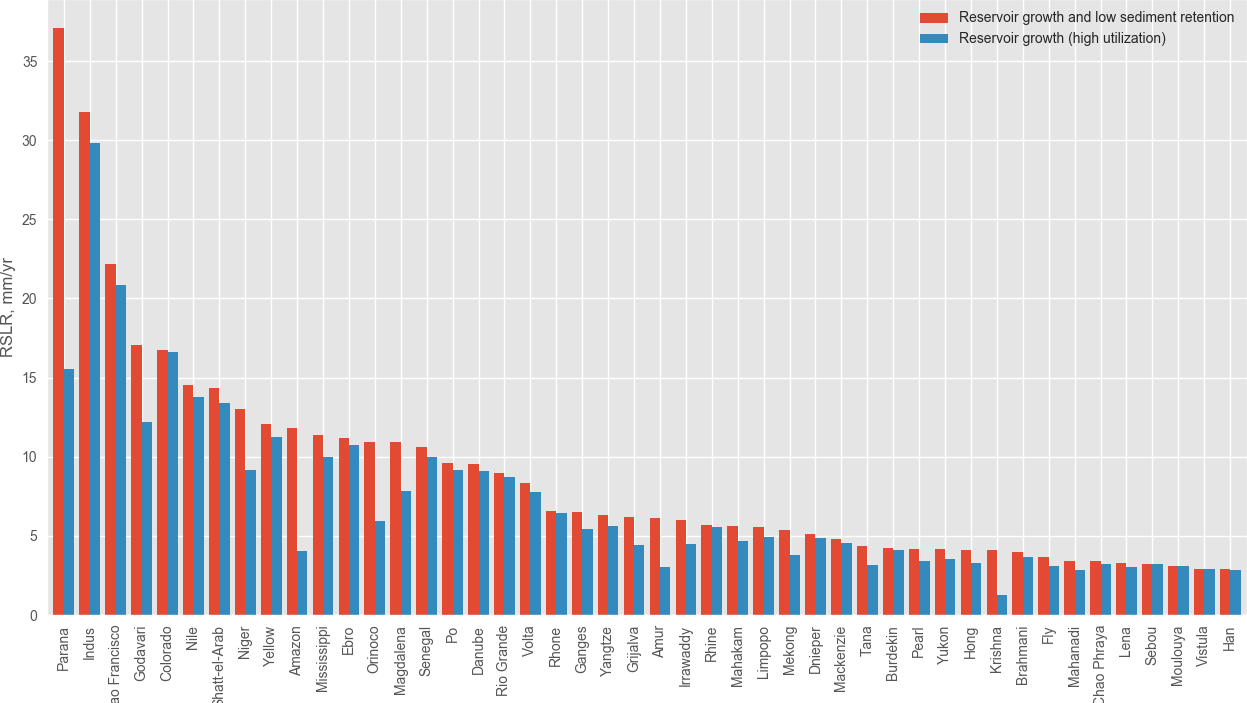 Reservoir growth and low sediment retention
Reservoir growth (high utilization)
RSLR, mm/yr
35
30
25
20
15
10
5
0
Parana
Indus
ao Francisco
Godavari
Colorado
Nile
Shatt-el-Arab
Niger
Yellow
Amazon
Mississippi
Ebro
Orinoco
Magdalena
Senegal
Po
Danube
Rio Grande
Volta
Rhone
Ganges
Yangtze
Grijalva
Amur
Irrawaddy
Rhine
Mahakam
Limpopo
Mekong
Dnieper
Mackenzie
Tana
Burdekin
Pearl
Yukon
Hong
Krishna
Brahmani
Fly
Mahanadi
Chao Phraya
Lena
Sebou
Moulouya
Vistula
Han